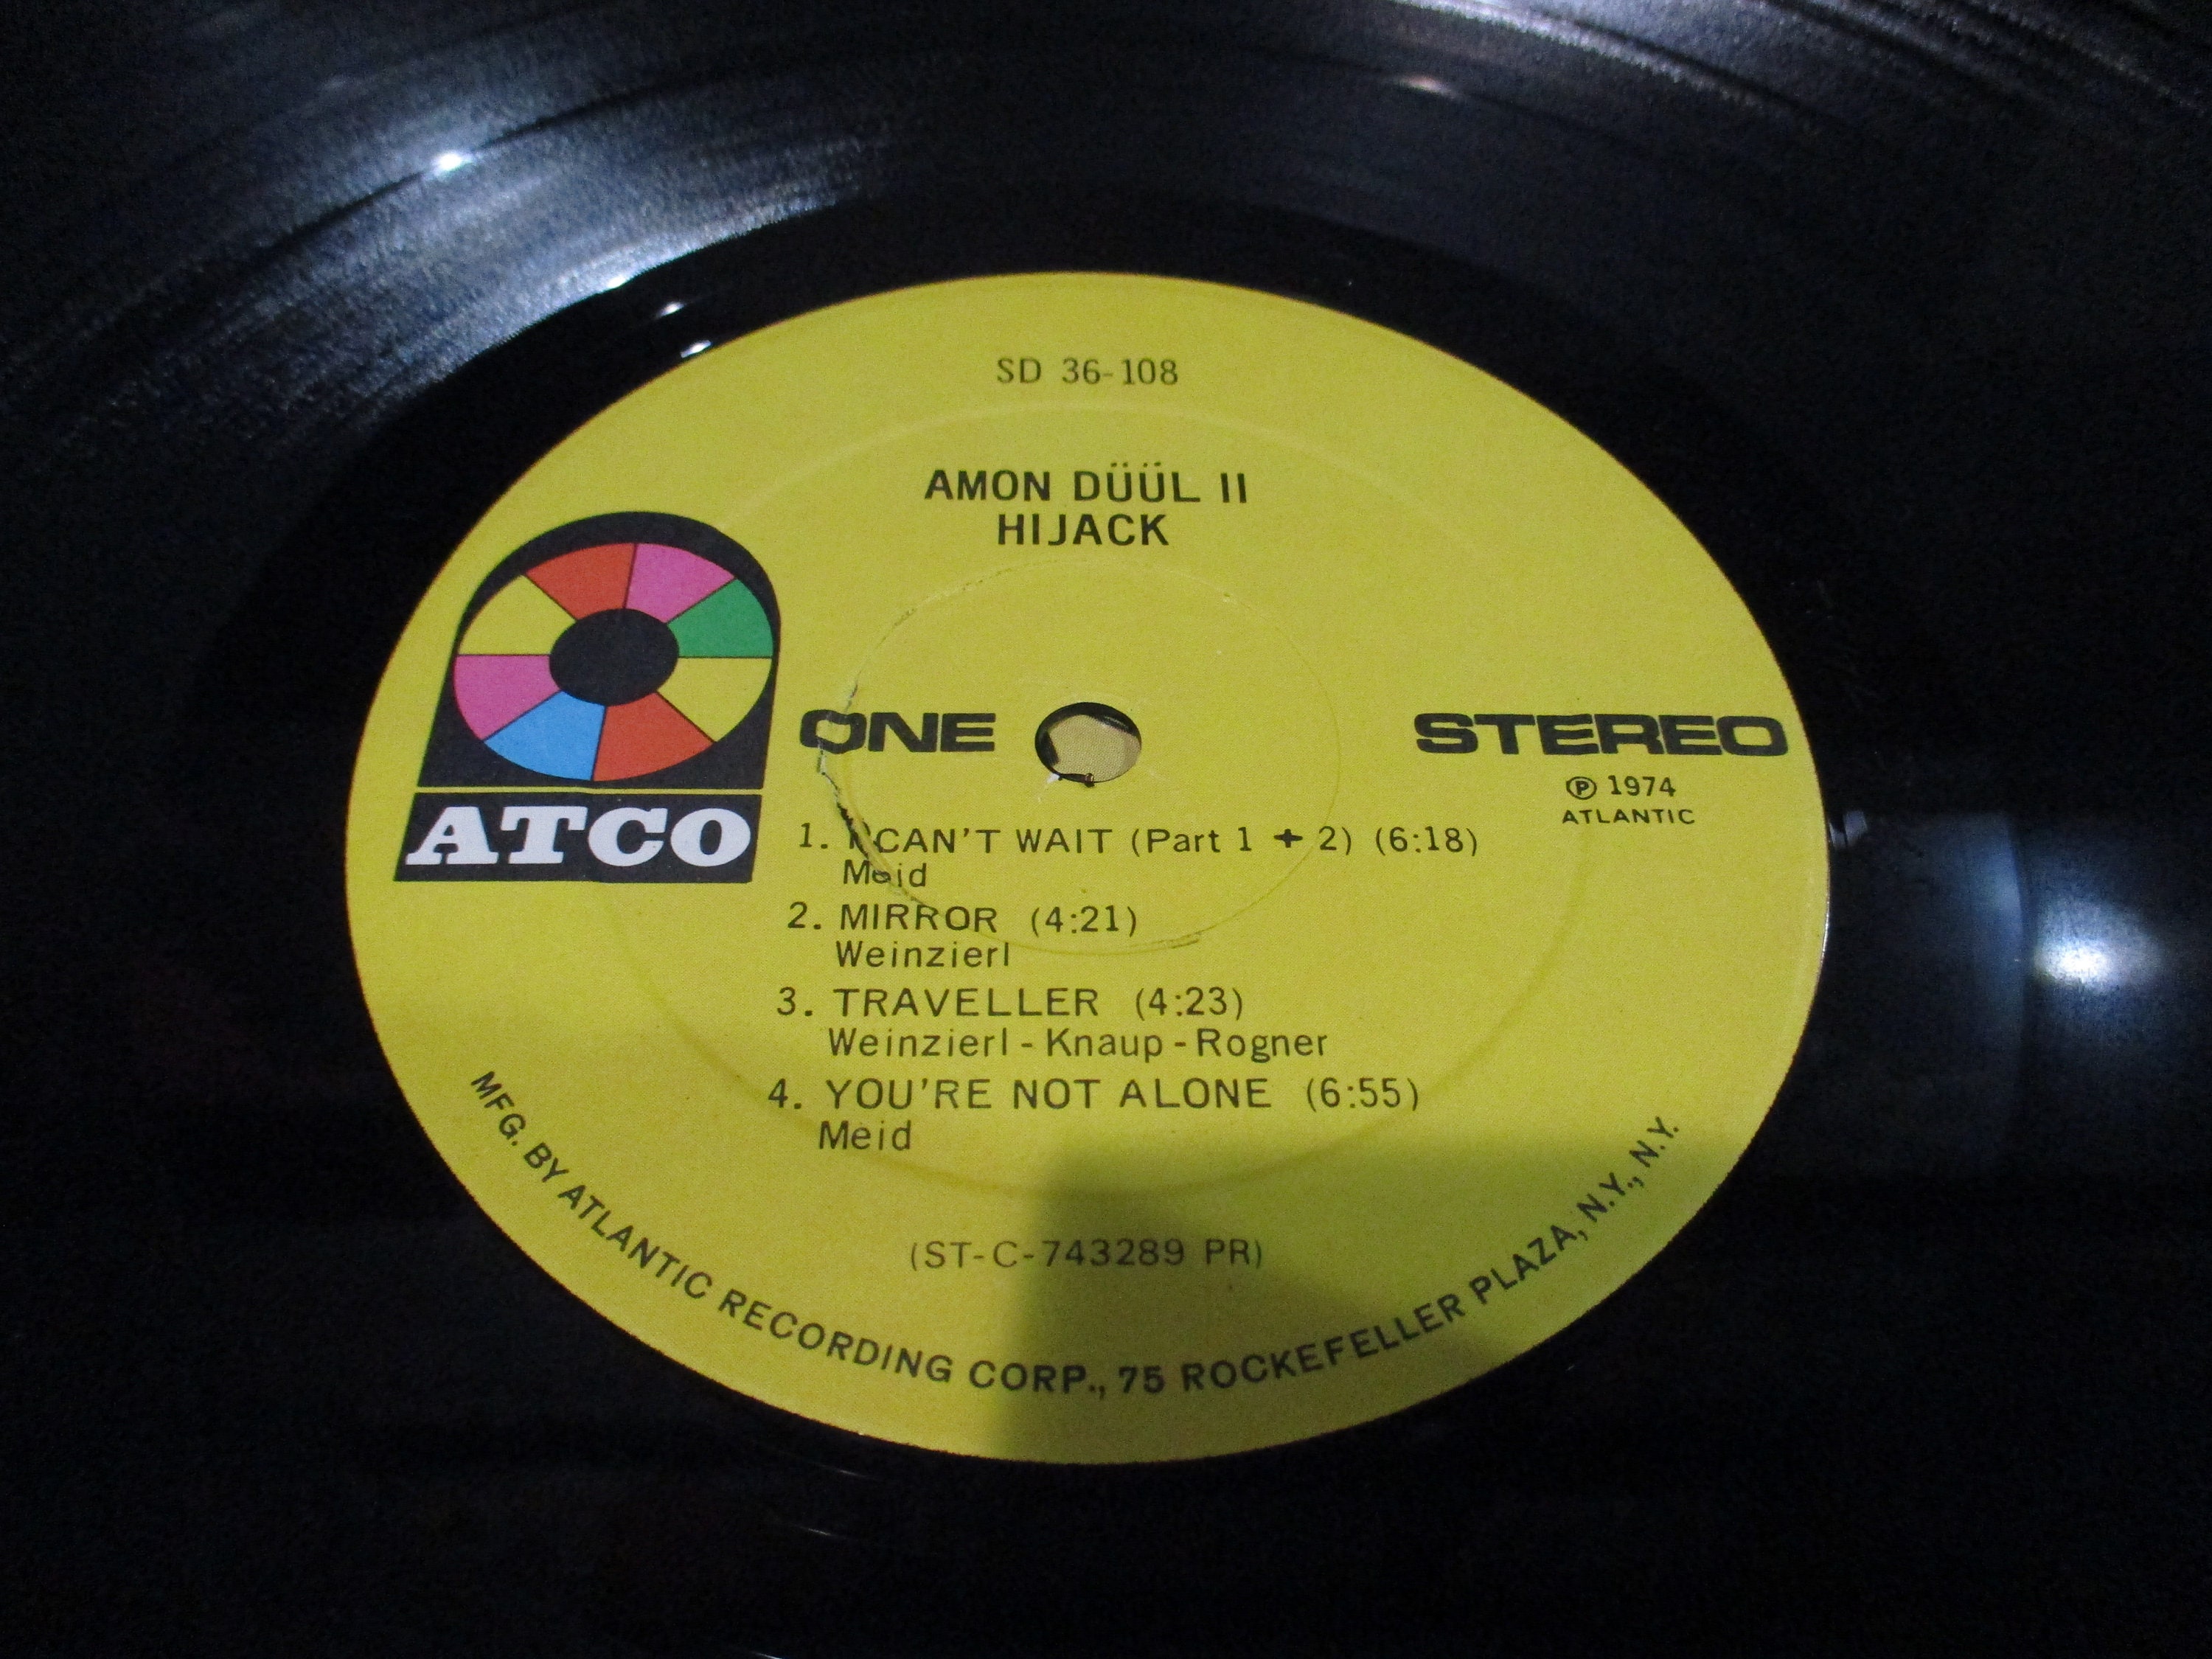 SD 36-108
AMON DÜÜL II
HIJACK
ATCO
ONE
STEREO
Ⓟ 1974
ATLANTIC
1. I CAN'T WAIT (Part 1 + 2) (6:18)
Meid
2. MIRROR (4:21)
Weinzierl
3. TRAVELLER (4:23)
Weinzierl - Knaup - Rogner
4. YOU'RE NOT ALONE (6:55)
Meid
(ST-C-743289 PR)
MFG. BY ATLANTIC RECORDING CORP., 75 ROCKEFELLER PLAZA, N.Y., N.Y.